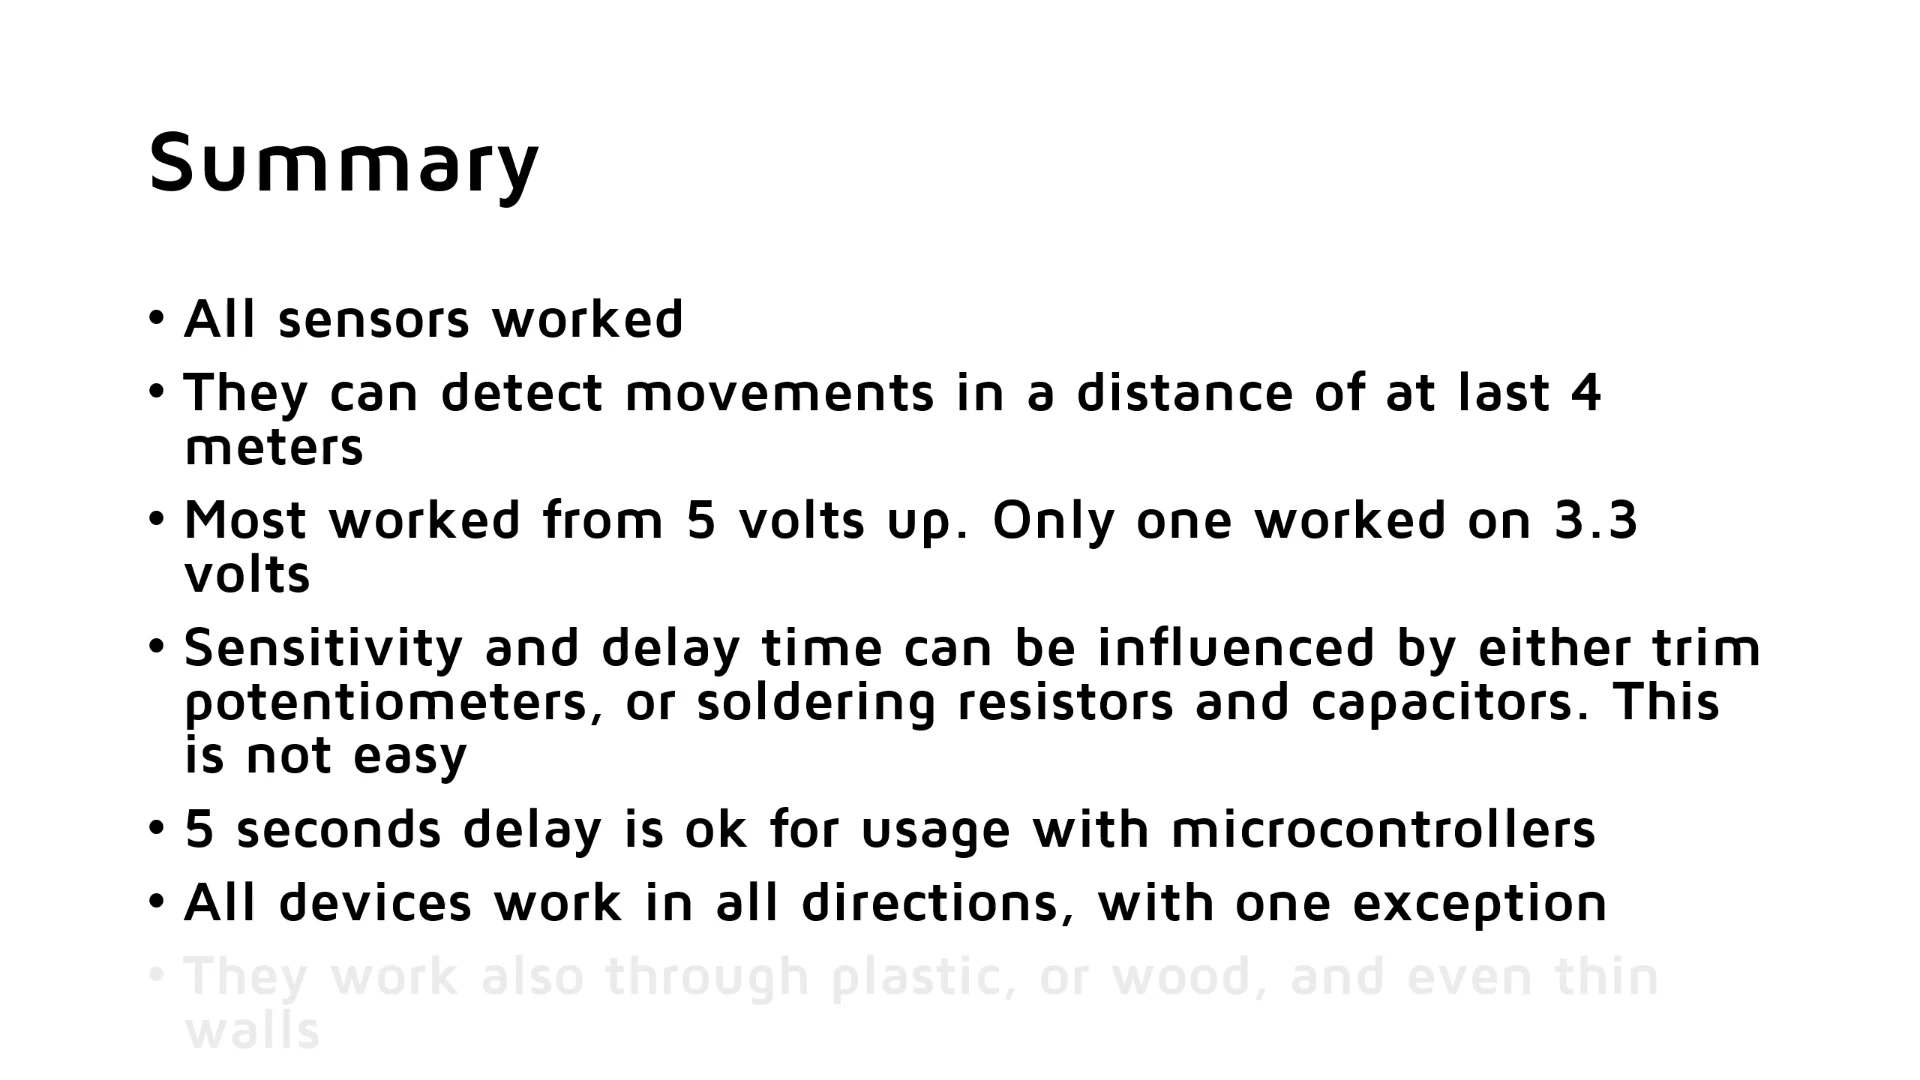 Summary
• All sensors worked
• They can detect movements in a distance of at last 4
meters
• Most worked from 5 volts up. Only one worked on 3.3
volts
• Sensitivity and delay time can be influenced by either trim
potentiometers, or soldering resistors and capacitors. This
is not easy
• 5 seconds delay is ok for usage with microcontrollers
• All devices work in all directions, with one exception
• They work also through plastic, or wood, and even thin
walls